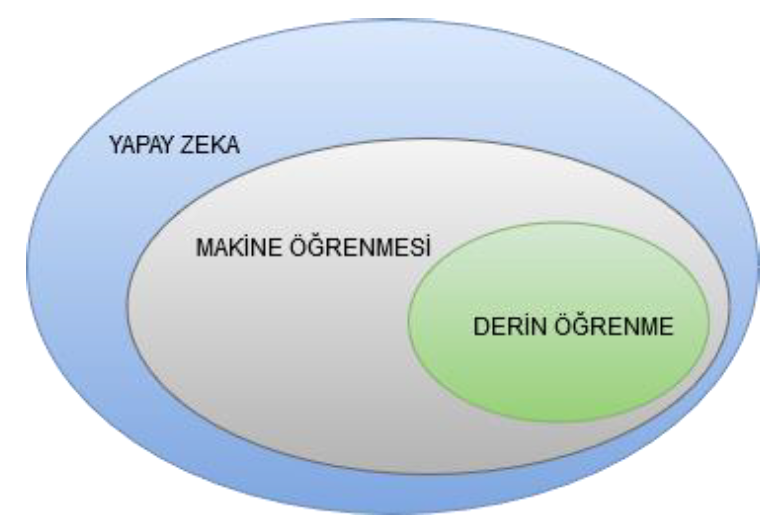 YAPAY ZEKA
MAKİNE ÖĞRENMESİ
DERİN ÖĞRENME